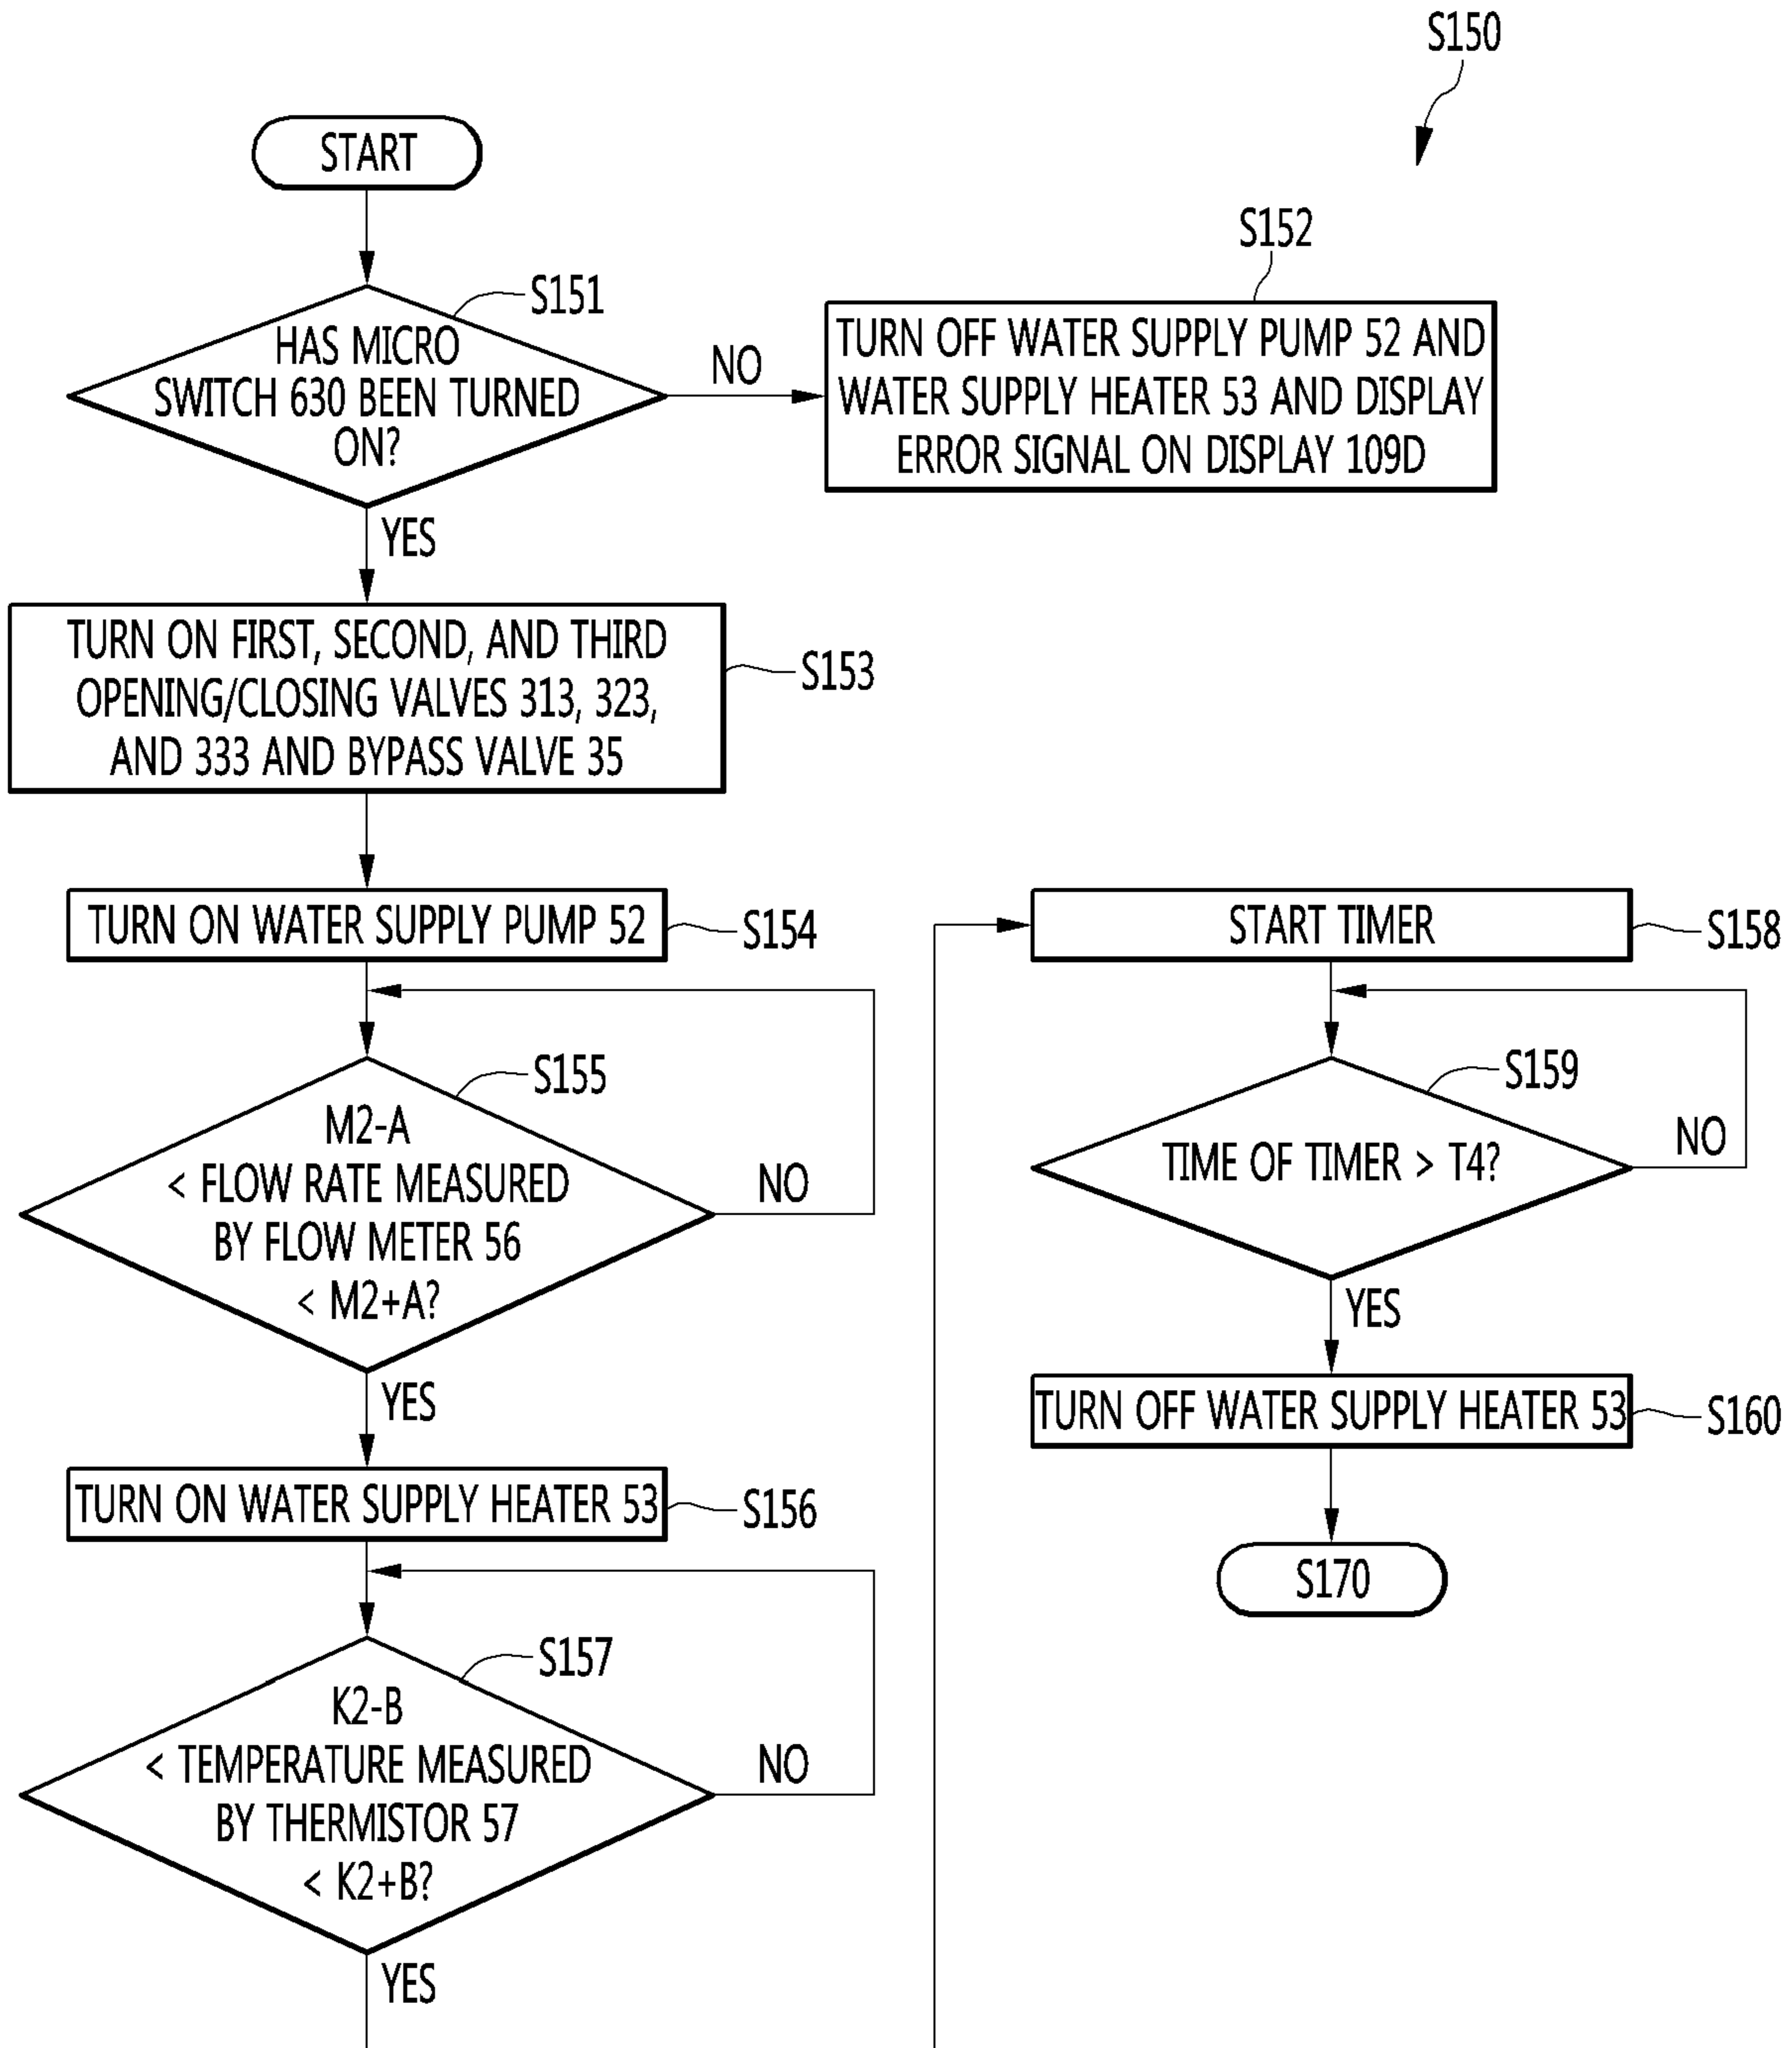 S150
START
S151
HAS MICRO
SWITCH 630 BEEN TURNED
ON?
NO
YES
S152
TURN OFF WATER SUPPLY PUMP 52 AND
WATER SUPPLY HEATER 53 AND DISPLAY
ERROR SIGNAL ON DISPLAY 109D
TURN ON FIRST, SECOND, AND THIRD
OPENING/CLOSING VALVES 313, 323,
AND 333 AND BYPASS VALVE 35
S153
TURN ON WATER SUPPLY PUMP 52
S154
S155
M2-A
< FLOW RATE MEASURED
BY FLOW METER 56
< M2+A?
NO
YES
TURN ON WATER SUPPLY HEATER 53
S156
S157
K2-B
< TEMPERATURE MEASURED
BY THERMISTOR 57
< K2+B?
NO
YES
START TIMER
S158
S159
TIME OF TIMER > T4?
NO
YES
TURN OFF WATER SUPPLY HEATER 53
S160
S170